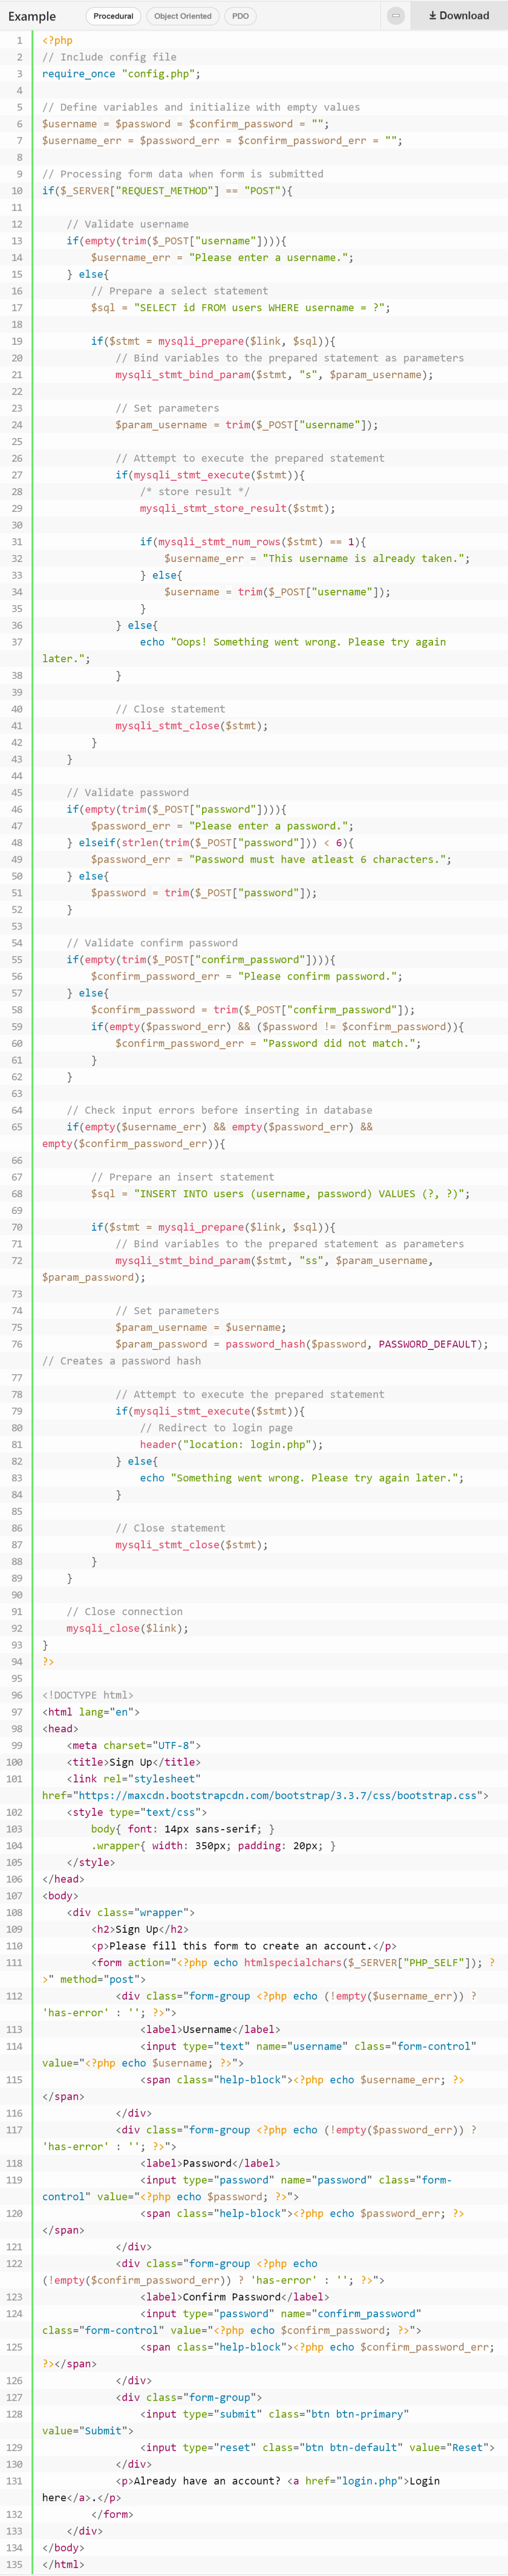 Example Procedural Object Oriented PDO Download
1 <?php
2 // Include config file
3 require_once "config.php";
4
5 // Define variables and initialize with empty values
6 $username = $password = $confirm_password = "";
7 $username_err = $password_err = $confirm_password_err = "";
8
9 // Processing form data when form is submitted
10 if($_SERVER["REQUEST_METHOD"] == "POST"){
11
12 // Validate username
13 if(empty(trim($_POST["username"]))){
14 $username_err = "Please enter a username.";
15 } else{
16 // Prepare a select statement
17 $sql = "SELECT id FROM users WHERE username = ?";
18
19 if($stmt = mysqli_prepare($link, $sql)){
20 // Bind variables to the prepared statement as parameters
21 mysqli_stmt_bind_param($stmt, "s", $param_username);
22
23 // Set parameters
24 $param_username = trim($_POST["username"]);
25
26 // Attempt to execute the prepared statement
27 if(mysqli_stmt_execute($stmt)){
28 /* store result */
29 mysqli_stmt_store_result($stmt);
30
31 if(mysqli_stmt_num_rows($stmt) == 1){
32 $username_err = "This username is already taken.";
33 } else{
34 $username = trim($_POST["username"]);
35 }
36 } else{
37 echo "Oops! Something went wrong. Please try again
later.";
38 }
39
40 // Close statement
41 mysqli_stmt_close($stmt);
42 }
43 }
44
45 // Validate password
46 if(empty(trim($_POST["password"]))){
47 $password_err = "Please enter a password.";
48 } elseif(strlen(trim($_POST["password"])) < 6){
49 $password_err = "Password must have atleast 6 characters.";
50 } else{
51 $password = trim($_POST["password"]);
52 }
53
54 // Validate confirm password
55 if(empty(trim($_POST["confirm_password"]))){
56 $confirm_password_err = "Please confirm password.";
57 } else{
58 $confirm_password = trim($_POST["confirm_password"]);
59 if(empty($password_err) && ($password != $confirm_password)){
60 $confirm_password_err = "Password did not match.";
61 }
62 }
63
64 // Check input errors before inserting in database
65 if(empty($username_err) && empty($password_err) &&
empty($confirm_password_err)){
66
67 // Prepare an insert statement
68 $sql = "INSERT INTO users (username, password) VALUES (?, ?)";
69
70 if($stmt = mysqli_prepare($link, $sql)){
71 // Bind variables to the prepared statement as parameters
72 mysqli_stmt_bind_param($stmt, "ss", $param_username,
$param_password);
73
74 // Set parameters
75 $param_username = $username;
76 $param_password = password_hash($password, PASSWORD_DEFAULT);
// Creates a password hash
77
78 // Attempt to execute the prepared statement
79 if(mysqli_stmt_execute($stmt)){
80 // Redirect to login page
81 header("location: login.php");
82 } else{
83 echo "Something went wrong. Please try again later.";
84 }
85
86 // Close statement
87 mysqli_stmt_close($stmt);
88 }
89 }
90
91 // Close connection
92 mysqli_close($link);
93 }
94 ?>
95
96 <!DOCTYPE html>
97 <html lang="en">
98 <head>
99 <meta charset="UTF-8">
100 <title>Sign Up</title>
101 <link rel="stylesheet"
href="https://maxcdn.bootstrapcdn.com/bootstrap/3.3.7/css/bootstrap.css">
102 <style type="text/css">
103 body{ font: 14px sans-serif; }
104 .wrapper{ width: 350px; padding: 20px; }
105 </style>
106 </head>
107 <body>
108 <div class="wrapper">
109 <h2>Sign Up</h2>
110 <p>Please fill this form to create an account.</p>
111 <form action="<?php echo htmlspecialchars($_SERVER["PHP_SELF"]); ?
>" method="post">
112 <div class="form-group <?php echo (!empty($username_err)) ?
'has-error' : ''; ?>">
113 <label>Username</label>
114 <input type="text" name="username" class="form-control"
value="<?php echo $username; ?>">
115 <span class="help-block"><?php echo $username_err; ?>
</span>
116 </div>
117 <div class="form-group <?php echo (!empty($password_err)) ?
'has-error' : ''; ?>">
118 <label>Password</label>
119 <input type="password" name="password" class="form-
control" value="<?php echo $password; ?>">
120 <span class="help-block"><?php echo $password_err; ?>
</span>
121 </div>
122 <div class="form-group <?php echo
(!empty($confirm_password_err)) ? 'has-error' : ''; ?>">
123 <label>Confirm Password</label>
124 <input type="password" name="confirm_password"
class="form-control" value="<?php echo $confirm_password; ?>">
125 <span class="help-block"><?php echo $confirm_password_err;
?></span>
126 </div>
127 <div class="form-group">
128 <input type="submit" class="btn btn-primary"
value="Submit">
129 <input type="reset" class="btn btn-default" value="Reset">
130 </div>
131 <p>Already have an account? <a href="login.php">Login
here</a>.</p>
132 </form>
133 </div>
134 </body>
135 </html>